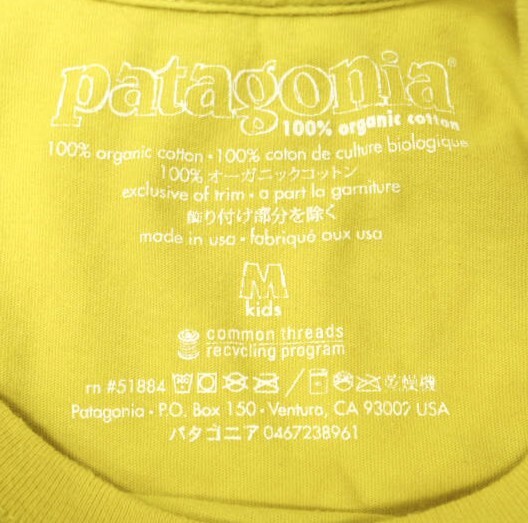 patagonia®
100% organic cotton
100% organic cotton • 100% coton de culture biologique
100% オーガニックコットン
exclusive of trim • a part la garniture
飾り付け部分を除く
made in usa • fabriqué aux usa
M
kids
common threads
recycling program
rn #51884 乾燥機
Patagonia • P.O. Box 150 • Ventura, CA 93002 USA
パタゴニア 0467238961